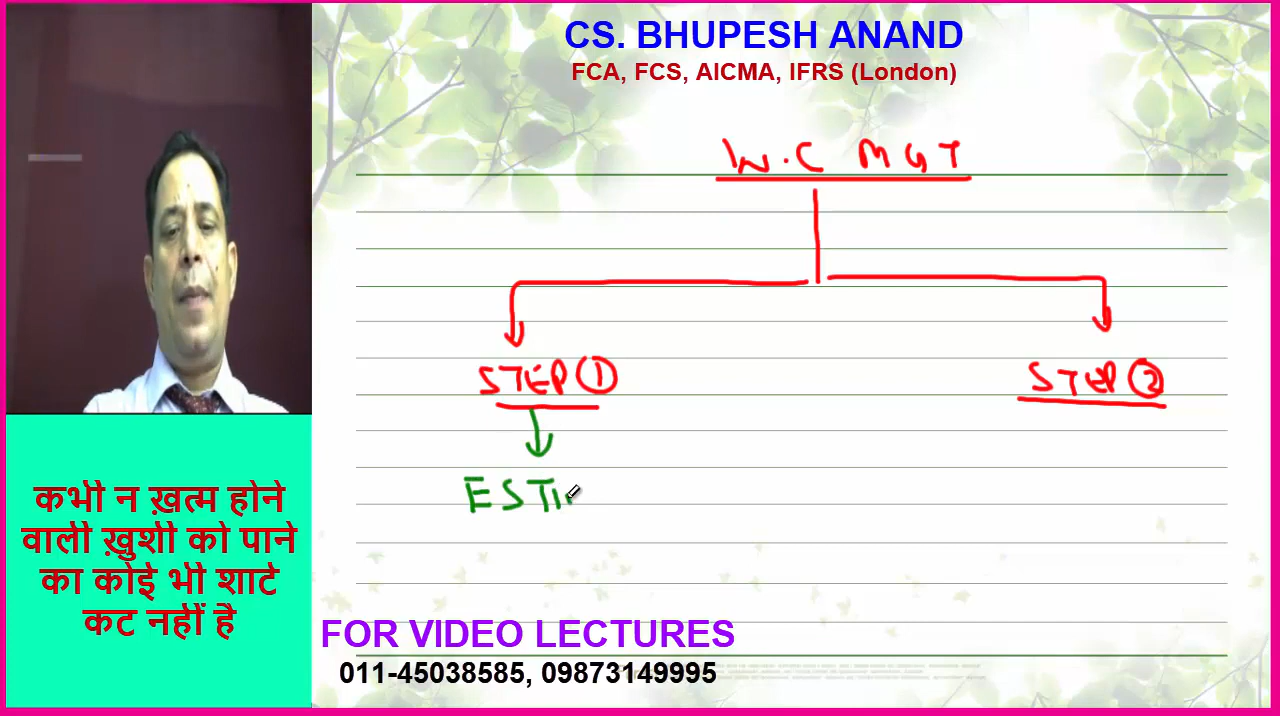 CS. BHUPESH ANAND
FCA, FCS, AICMA, IFRS (London)
W.C MGT
STEP ① STEP ②
ESTI
कभी न ख़त्म होने
वाली ख़ुशी को पाने
का कोई भी शार्ट
कट नहीं है
FOR VIDEO LECTURES
011-45038585, 09873149995